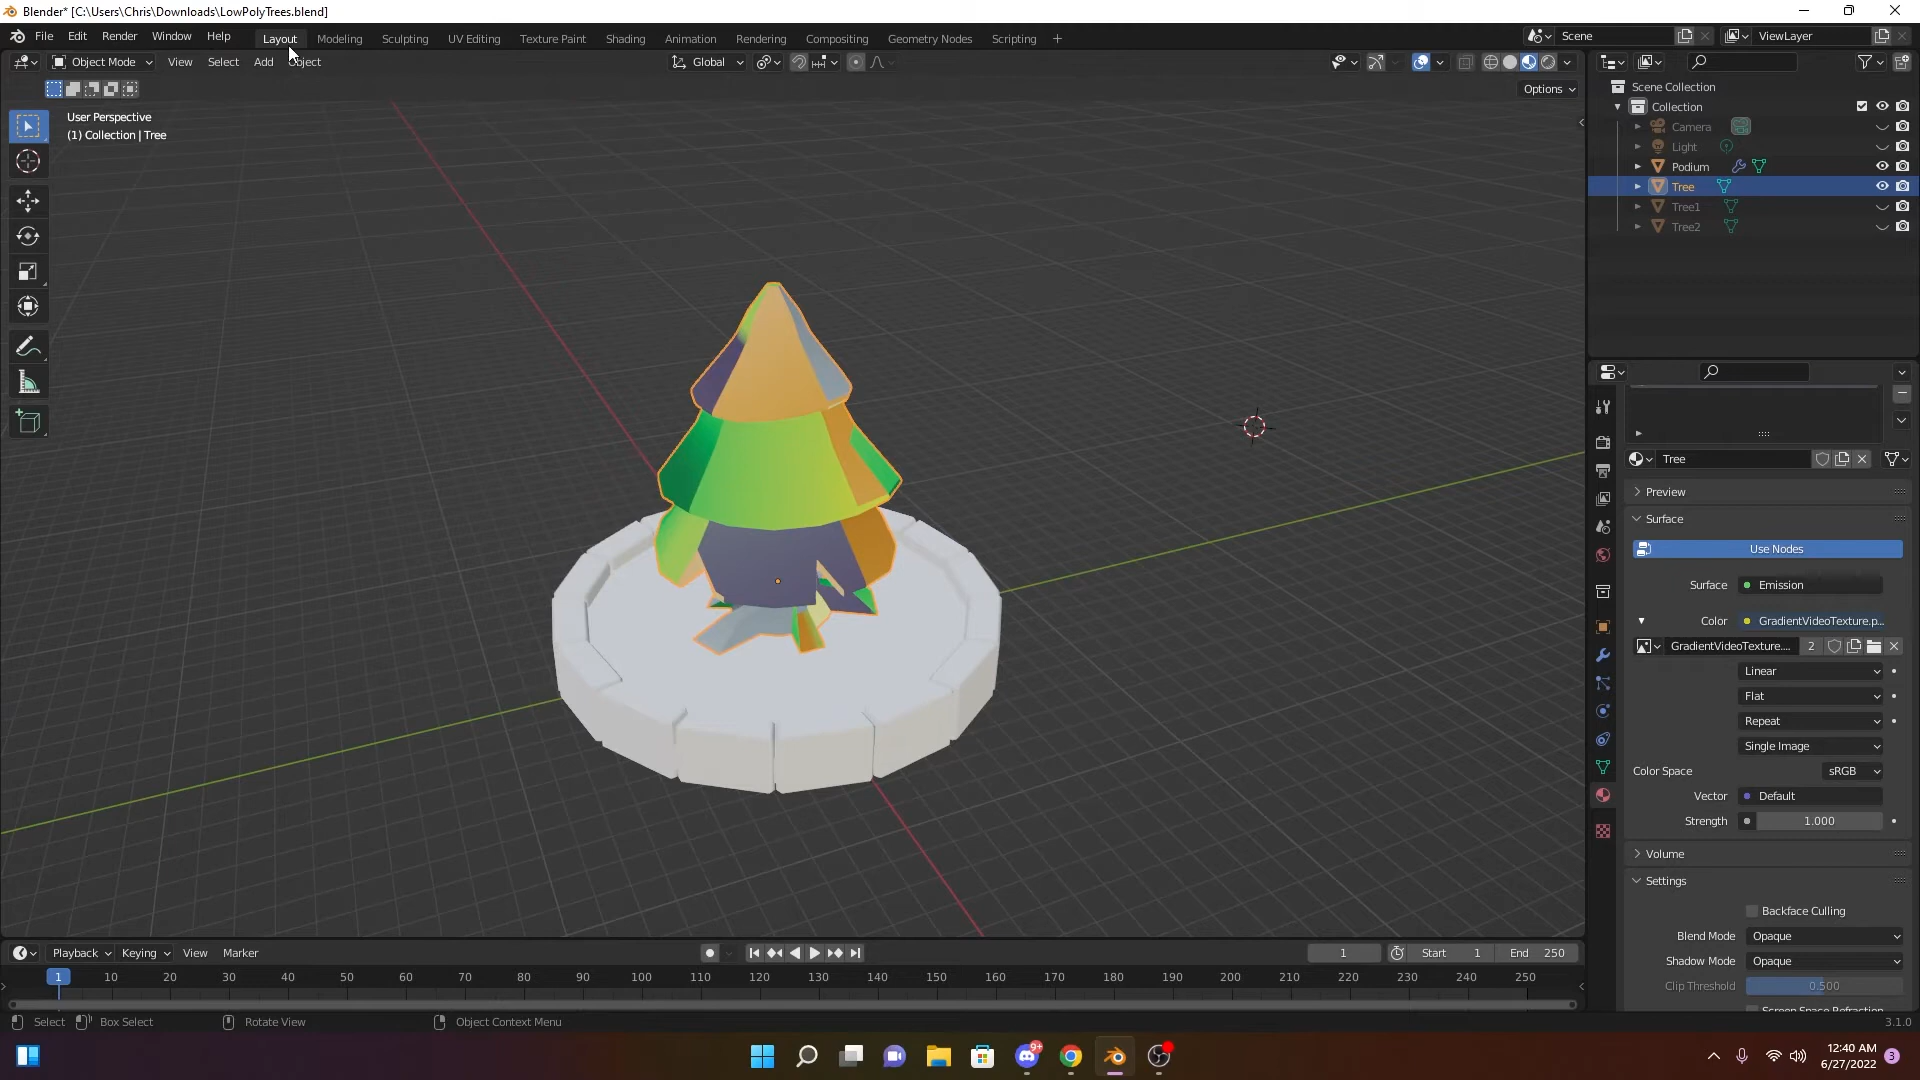 Blender* [C:\Users\Chris\Downloads\LowPolyTrees.blend]
File Edit Render Window Help Layout Modeling Sculpting UV Editing Texture Paint Shading Animation Rendering Compositing Geometry Nodes Scripting + Scene ViewLayer
Object Mode View Select Add Object Global
Options
User Perspective
(1) Collection | Tree
Scene Collection
Collection
Camera
Light
Podium
Tree
Tree1
Tree2
Tree
Preview
Surface
Use Nodes
Surface Emission
Color GradientVideoTexture.p...
GradientVideoTexture.... 2
Linear
Flat
Repeat
Single Image
Color Space sRGB
Vector Default
Strength 1.000
Volume
Settings
Backface Culling
Blend Mode Opaque
Shadow Mode Opaque
Clip Threshold 0.500
Screen Space Refraction
Playback Keying View Marker 1 Start 1 End 250
1 10 20 30 40 50 60 70 80 90 100 110 120 130 140 150 160 170 180 190 200 210 220 230 240 250
Select Box Select Rotate View Object Context Menu 3.1.0
9+
12:40 AM
6/27/2022 3